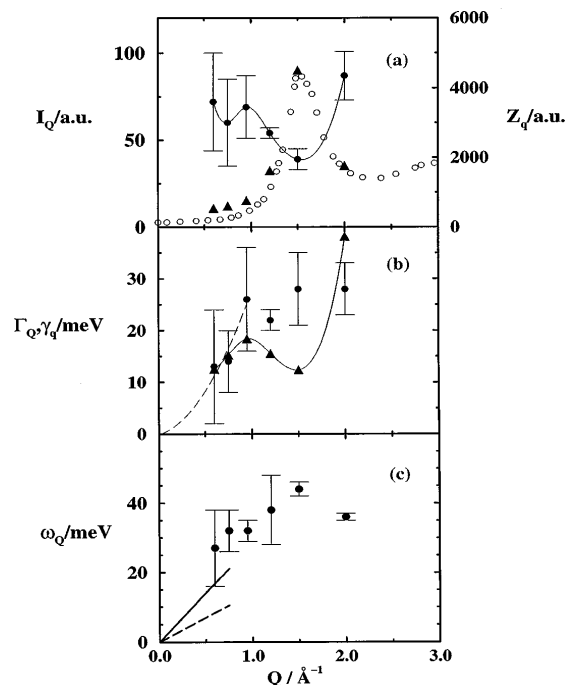 6000
100
(a)
I_Q/a.u.
4000
Z_q/a.u.
50
2000
0
0
(b)
30
Γ_Q,γ_q/meV
20
10
0
(c)
40
ω_Q/meV
20
0
0.0
1.0
2.0
3.0
Q / Å⁻¹